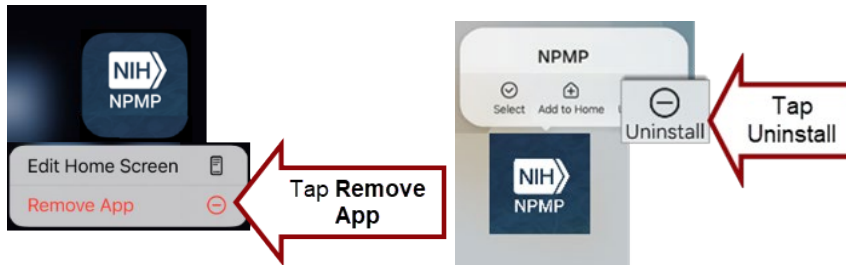 NIH
NPMP
Edit Home Screen
Remove App
Tap Remove
App
NPMP
Select Add to Home U
Uninstall
NIH
NPMP
Tap
Uninstall